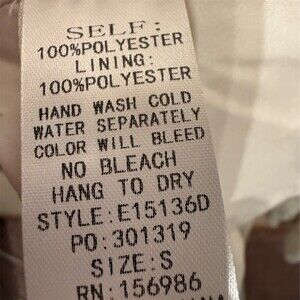 SELF:
100%POLYESTER
LINING:
100%POLYESTER
HAND WASH COLD
WATER SEPARATELY
COLOR WILL BLEED
NO BLEACH
HANG TO DRY
STYLE:E15136D
PO:301319
SIZE:S
RN:156986